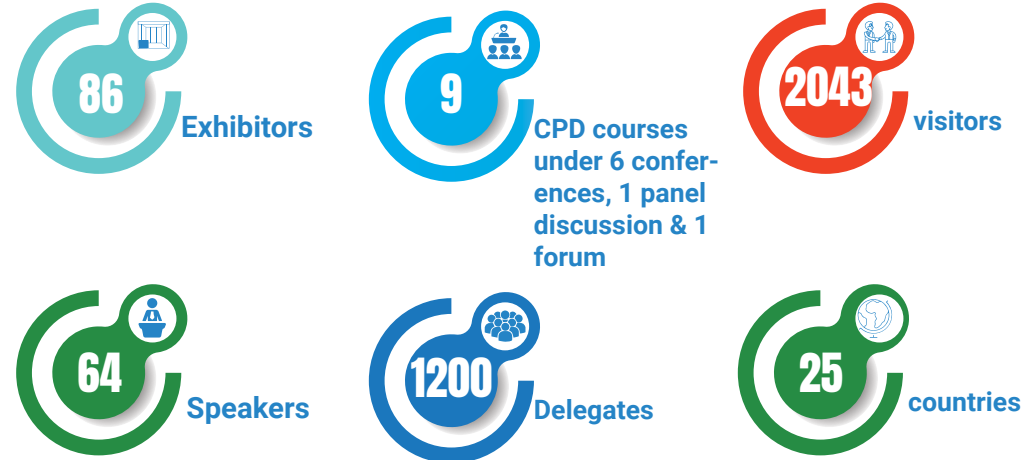 86
Exhibitors
9
CPD courses
under 6 confer-
ences, 1 panel
discussion & 1
forum
2043
visitors
64
Speakers
1200
Delegates
25
countries